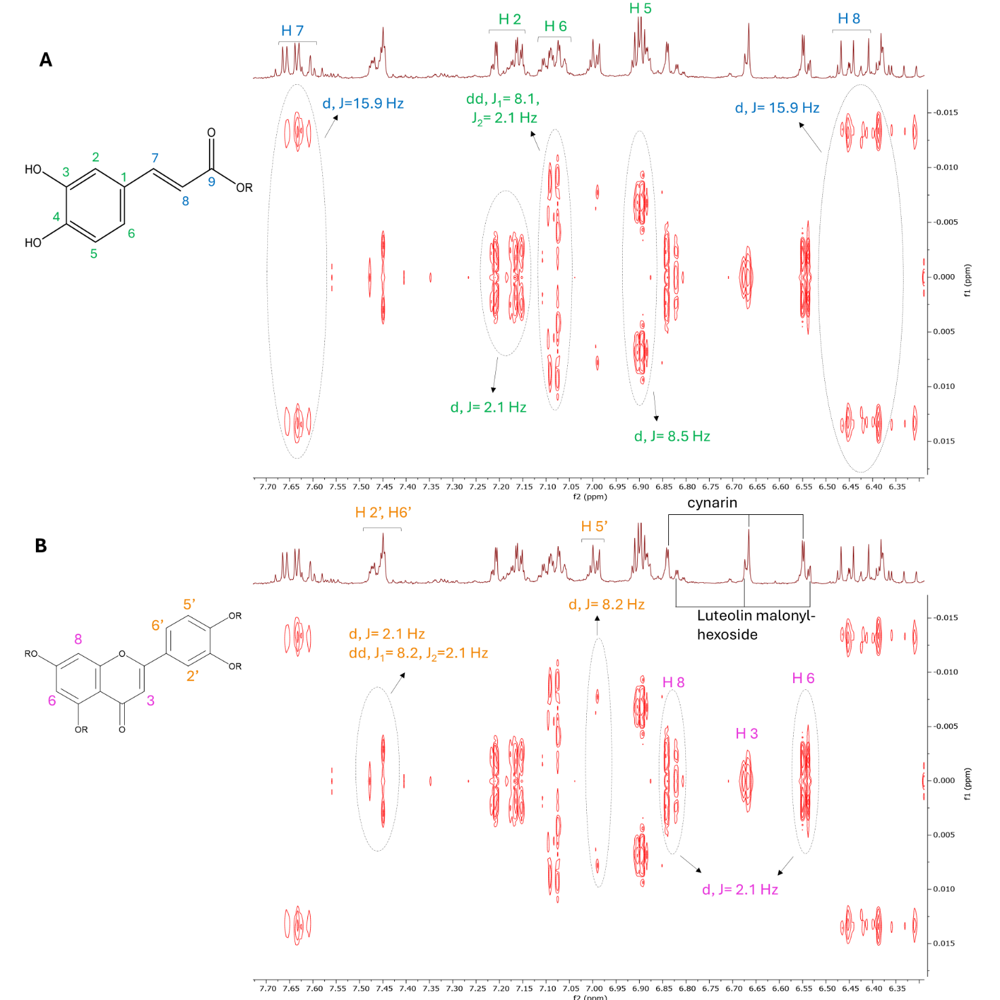 A
H 7
H 2
H 6
H 5
H 8
d, J=15.9 Hz
dd, J₁= 8.1,
J₂= 2.1 Hz
d, J= 15.9 Hz
d, J= 2.1 Hz
d, J= 8.5 Hz
O
HO
3
2
1
7
8
9
OR
4
HO
5
6
-0.015
-0.010
-0.005
0.000
0.005
0.010
0.015
f1 (ppm)
7.70 7.65 7.60 7.55 7.50 7.45 7.40 7.35 7.30 7.25 7.20 7.15 7.10 7.05 7.00 6.95 6.90 6.85 6.80 6.75 6.70 6.65 6.60 6.55 6.50 6.45 6.40 6.35
f2 (ppm)
B
H 2’, H6’
H 5’
cynarin
Luteolin malonyl-
hexoside
d, J= 2.1 Hz
dd, J₁= 8.2, J₂=2.1 Hz
d, J= 8.2 Hz
H 8
H 3
H 6
d, J= 2.1 Hz
5’
6’
OR
8
RO
O
2’
OR
6
3
OR
O
-0.015
-0.010
-0.005
0.000
0.005
0.010
0.015
f1 (ppm)
7.70 7.65 7.60 7.55 7.50 7.45 7.40 7.35 7.30 7.25 7.20 7.15 7.10 7.05 7.00 6.95 6.90 6.85 6.80 6.75 6.70 6.65 6.60 6.55 6.50 6.45 6.40 6.35
f2 (ppm)